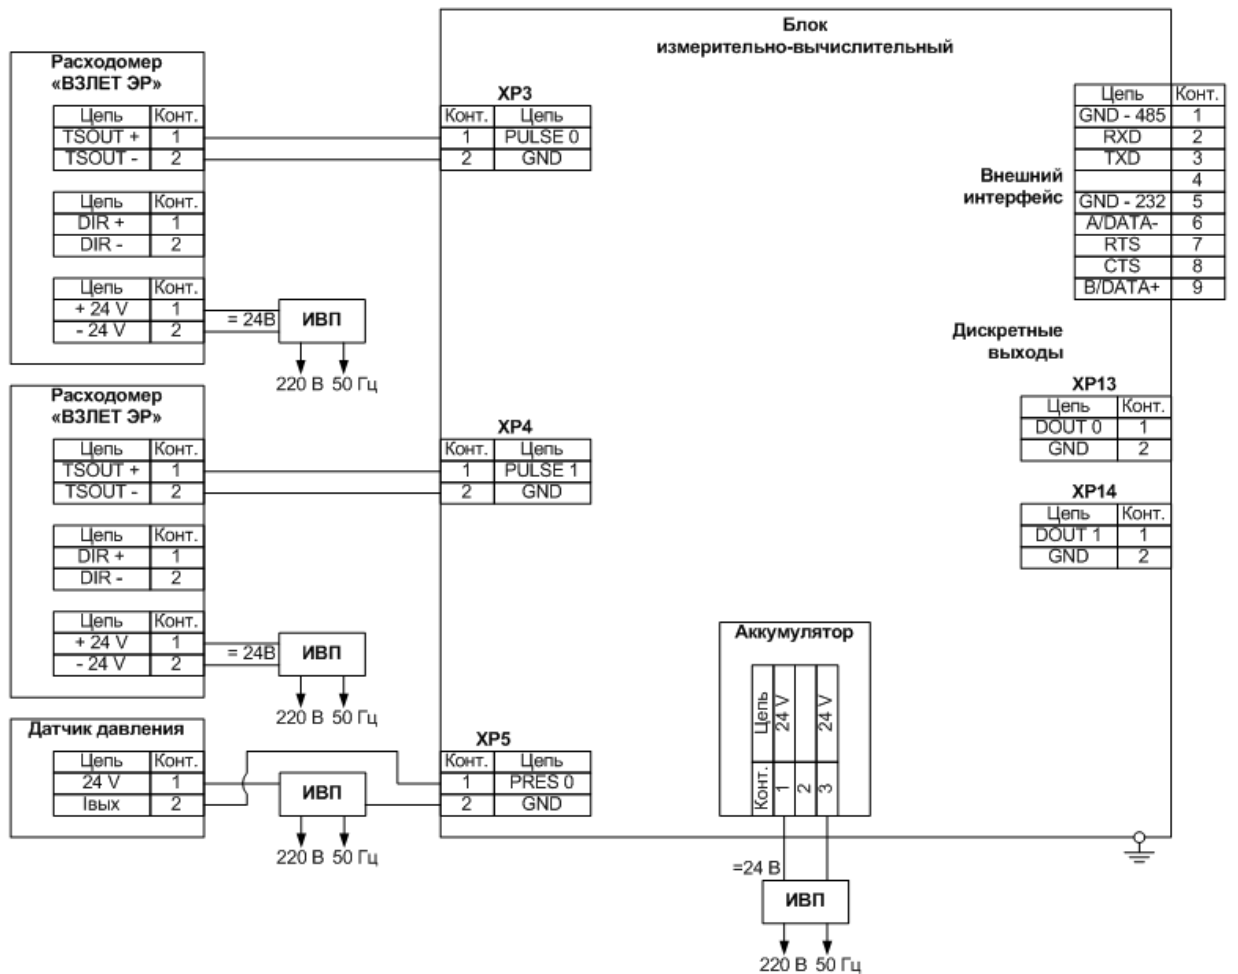 Блок
измерительно-вычислительный
Расходомер
«ВЗЛЕТ ЭР»
Цепь Конт.
TSOUT + 1
TSOUT - 2
Цепь Конт.
DIR + 1
DIR - 2
Цепь Конт.
+ 24 V 1
- 24 V 2
= 24В
ИВП
220 В 50 Гц
XP3
Конт. Цепь
1 PULSE 0
2 GND
Расходомер
«ВЗЛЕТ ЭР»
Цепь Конт.
TSOUT + 1
TSOUT - 2
Цепь Конт.
DIR + 1
DIR - 2
Цепь Конт.
+ 24 V 1
- 24 V 2
= 24В
ИВП
220 В 50 Гц
XP4
Конт. Цепь
1 PULSE 1
2 GND
Датчик давления
Цепь Конт.
24 V 1
Iвых 2
ИВП
220 В 50 Гц
XP5
Конт. Цепь
1 PRES 0
2 GND
Внешний
интерфейс
Цепь Конт.
GND - 485 1
RXD 2
TXD 3
4
GND - 232 5
A/DATA- 6
RTS 7
CTS 8
B/DATA+ 9
Дискретные
выходы
XP13
Цепь Конт.
DOUT 0 1
GND 2
XP14
Цепь Конт.
DOUT 1 1
GND 2
Аккумулятор
Конт. Цепь
1 24 V
2
3 24 V
=24 В
ИВП
220 В 50 Гц